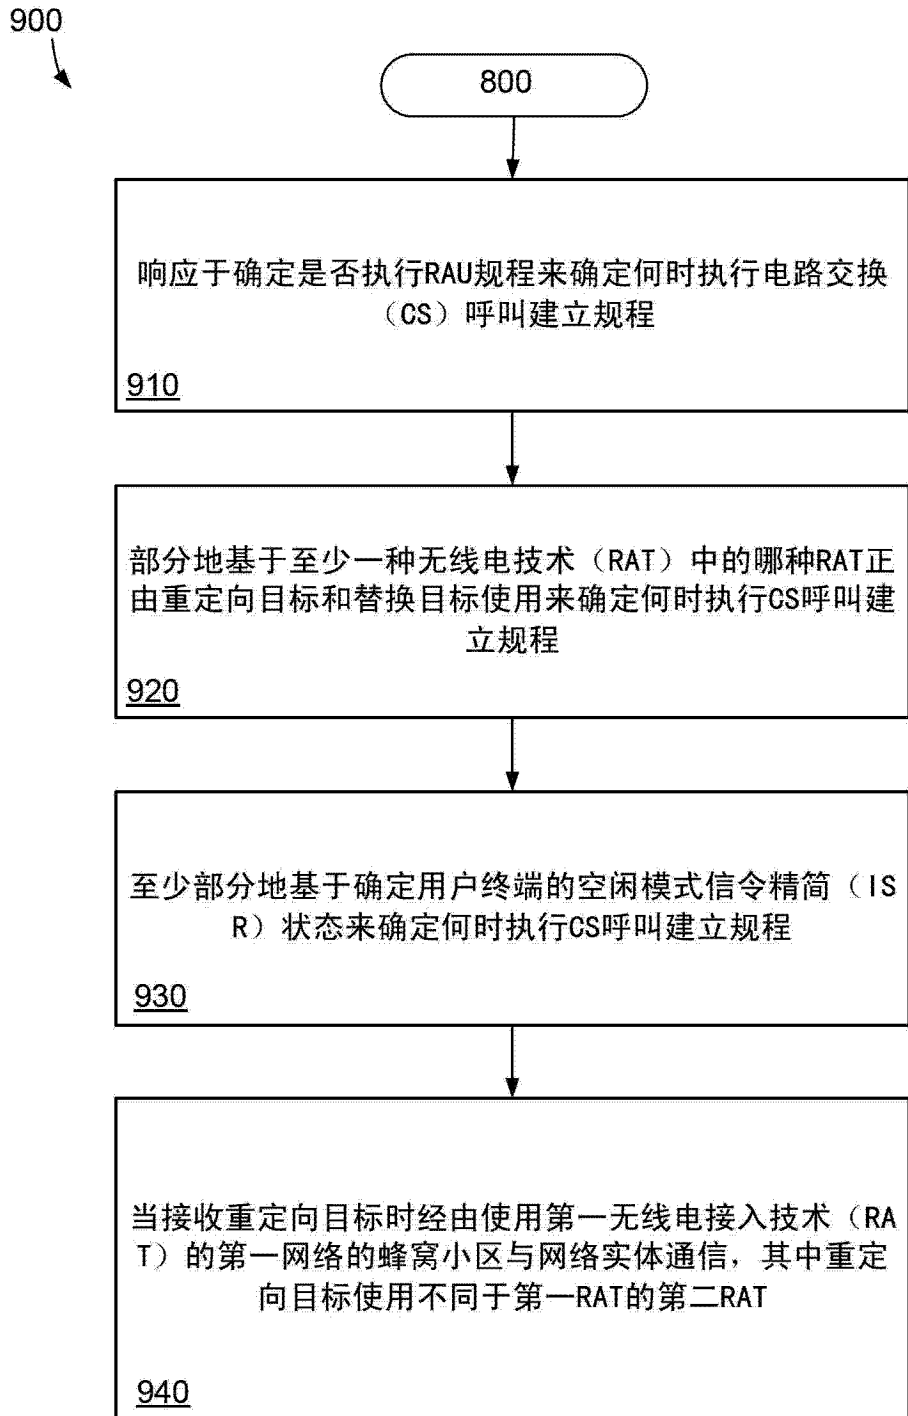 900
800
响应于确定是否执行RAU规程来确定何时执行电路交换
（CS）呼叫建立规程
910
部分地基于至少一种无线电技术（RAT）中的哪种RAT正
由重定向目标和替换目标使用来确定何时执行CS呼叫建
立规程
920
至少部分地基于确定用户终端的空闲模式信令精简（IS
R）状态来确定何时执行CS呼叫建立规程
930
当接收重定向目标时经由使用第一无线电接入技术（RA
T）的第一网络的蜂窝小区与网络实体通信，其中重定
向目标使用不同于第一RAT的第二RAT
940